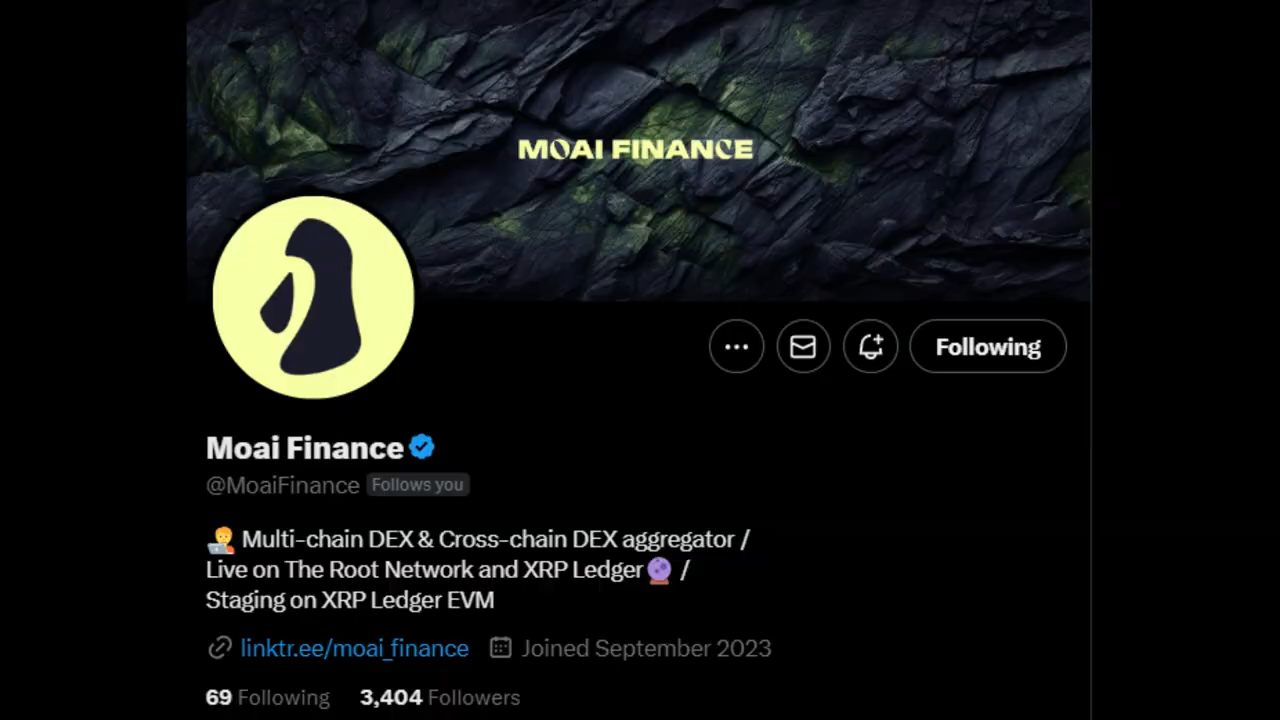 MOAI FINANCE
Following
Moai Finance
@MoaiFinance Follows you
🧑‍💻 Multi-chain DEX & Cross-chain DEX aggregator /
Live on The Root Network and XRP Ledger🔮 /
Staging on XRP Ledger EVM
linktr.ee/moai_finance Joined September 2023
69 Following 3,404 Followers